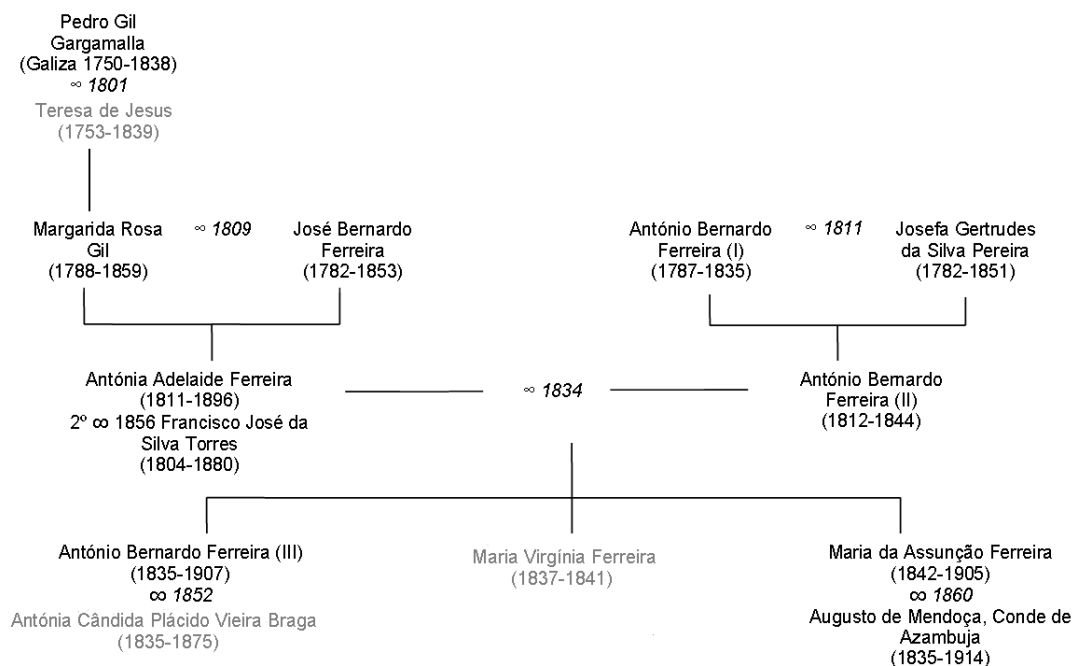 Pedro Gil
Gargamalla
(Galiza 1750-1838)
∞ 1801
Teresa de Jesus
(1753-1839)
Margarida Rosa
Gil
(1788-1859)
∞ 1809
José Bernardo
Ferreira
(1782-1853)
António Bernardo
Ferreira (I)
(1787-1835)
∞ 1811
Josefa Gertrudes
da Silva Pereira
(1782-1851)
Antónia Adelaide Ferreira
(1811-1896)
2º ∞ 1856 Francisco José da
Silva Torres
(1804-1880)
∞ 1834
António Bernardo
Ferreira (II)
(1812-1844)
António Bernardo Ferreira (III)
(1835-1907)
∞ 1852
Antónia Cândida Plácido Vieira Braga
(1835-1875)
Maria Virgínia Ferreira
(1837-1841)
Maria da Assunção Ferreira
(1842-1905)
∞ 1860
Augusto de Mendoça, Conde de
Azambuja
(1835-1914)